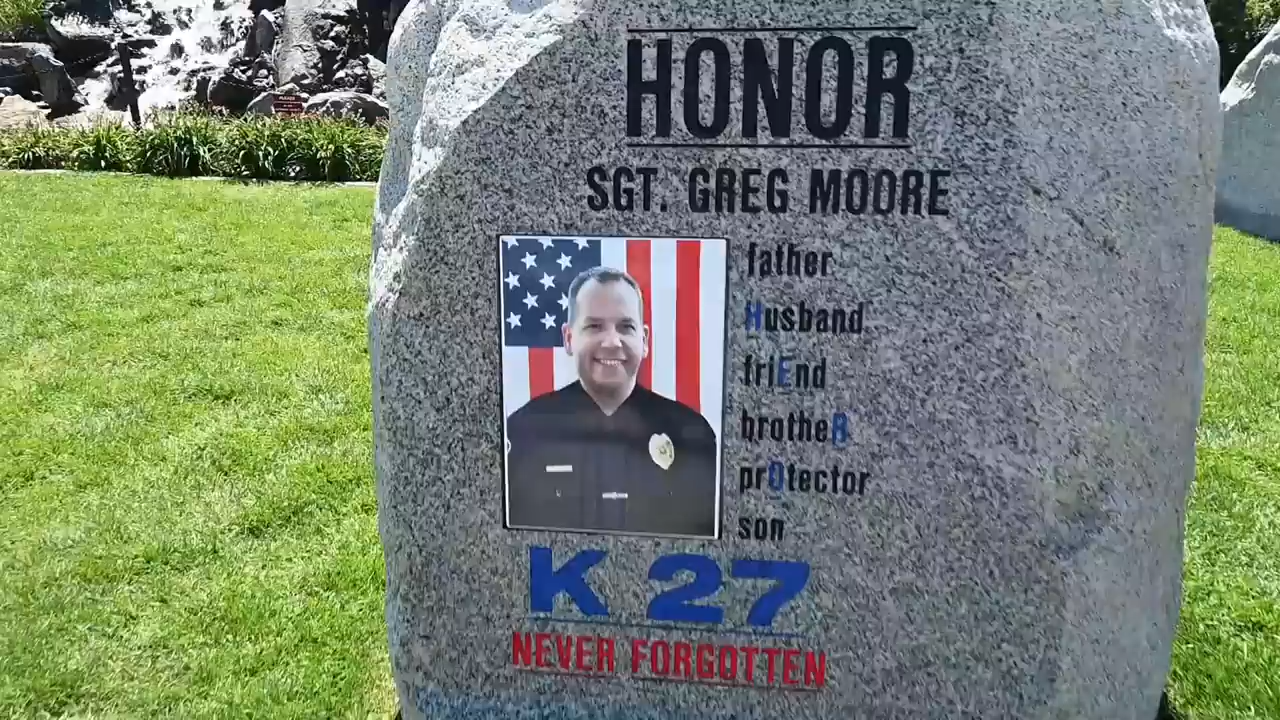 HONOR
SGT. GREG MOORE
father
Husband
friEnd
brotheR
prOtector
son
K 27
NEVER FORGOTTEN